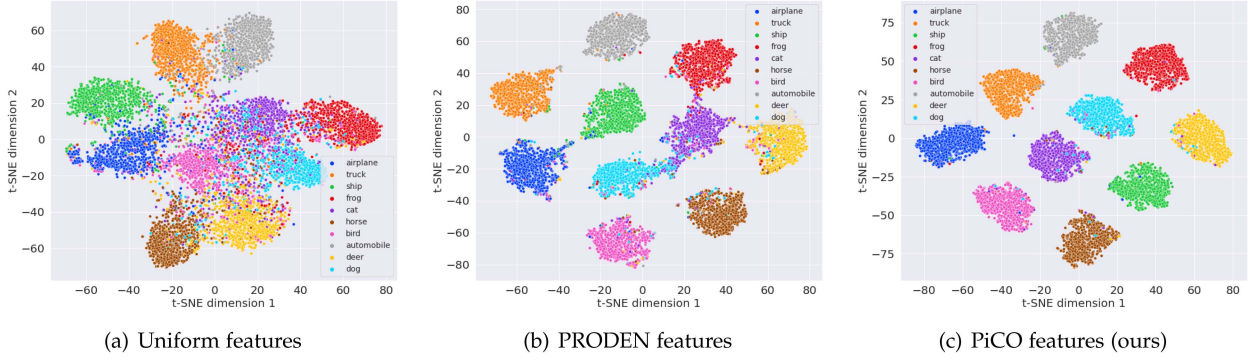 60
40
20
0
−20
−40
−60
−60
−40
−20
0
20
40
60
80
t-SNE dimension 2
t-SNE dimension 1
airplane
truck
ship
frog
cat
horse
bird
automobile
deer
dog
(a) Uniform features
80
60
40
20
0
−20
−40
−60
−80
−60
−40
−20
0
20
40
60
80
t-SNE dimension 2
t-SNE dimension 1
airplane
truck
ship
frog
cat
horse
bird
automobile
deer
dog
(b) PRODEN features
75
50
25
0
−25
−50
−75
−80
−60
−40
−20
0
20
40
60
80
t-SNE dimension 2
t-SNE dimension 1
airplane
truck
ship
frog
cat
horse
bird
automobile
deer
dog
(c) PiCO features (ours)